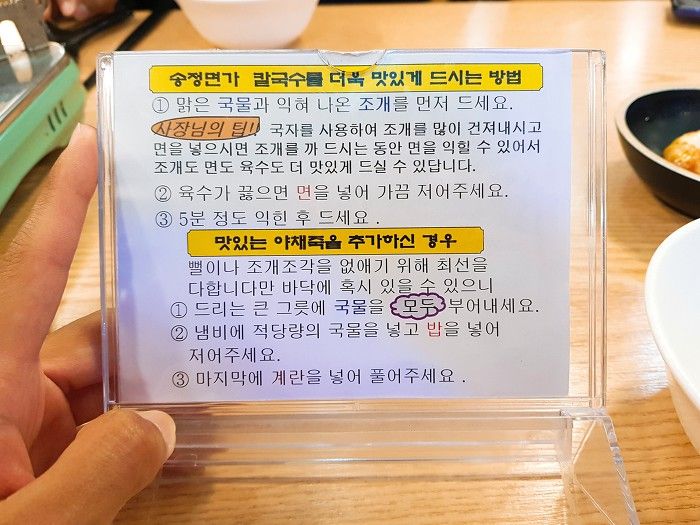 송정면가 칼국수를 더욱 맛있게 드시는 방법
① 맑은 국물과 익혀 나온 조개를 먼저 드세요.
사장님의 팁!! 국자를 사용하여 조개를 많이 건져내시고
면을 넣으시면 조개를 까 드시는 동안 면을 익힐 수 있어서
조개도 면도 육수도 더 맛있게 드실 수 있답니다.
② 육수가 끓으면 면을 넣어 가끔 저어주세요.
③ 5분 정도 익힌 후 드세요 .
맛있는 야채죽을 추가하신 경우
뻘이나 조개조각을 없애기 위해 최선을
다합니다만 바닥에 혹시 있을 수 있으니
① 드리는 큰 그릇에 국물을 모두 부어내세요.
② 냄비에 적당량의 국물을 넣고 밥을 넣어
저어주세요.
③ 마지막에 계란을 넣어 풀어주세요 .